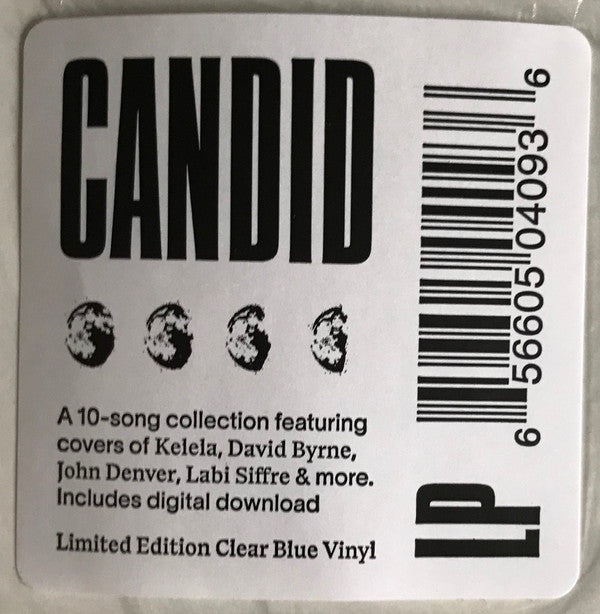 CANDID
A 10-song collection featuring
covers of Kelela, David Byrne,
John Denver, Labi Siffre & more.
Includes digital download
Limited Edition Clear Blue Vinyl
LP
6 56605 04093 6